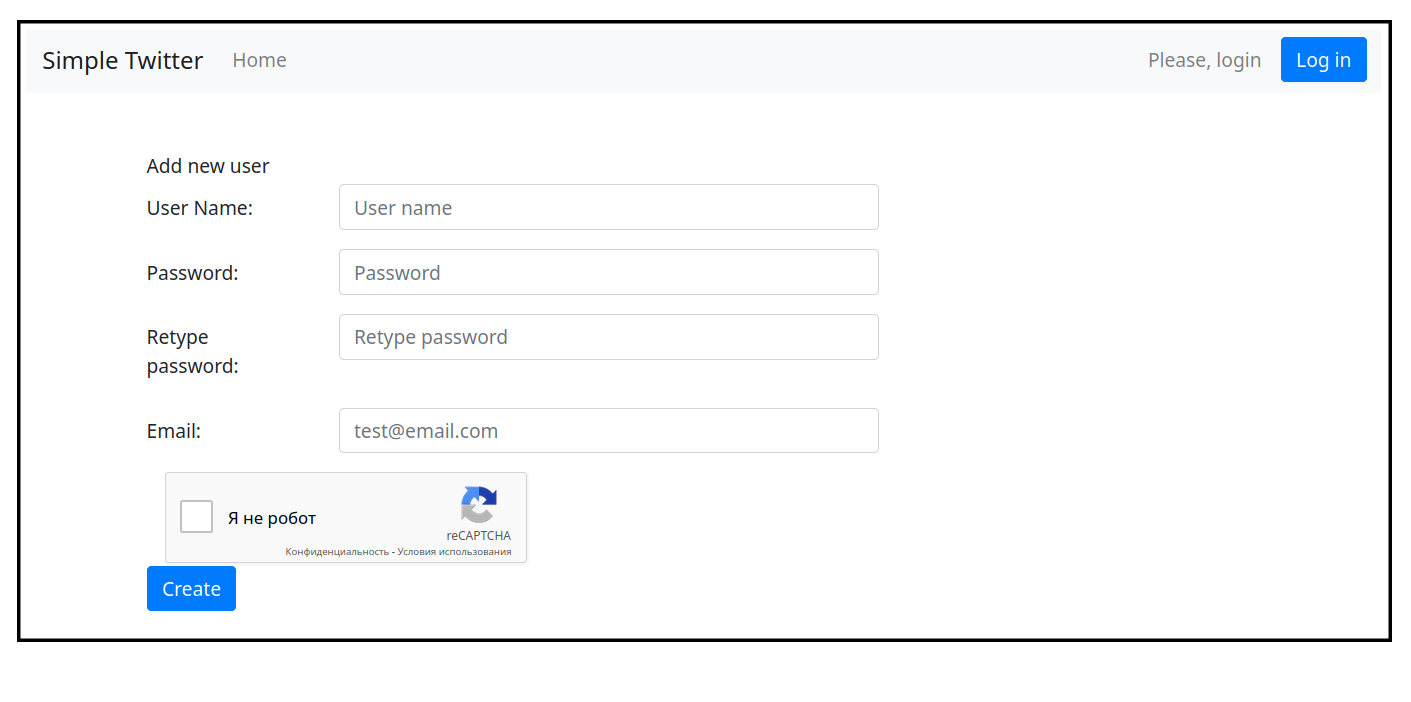 Simple Twitter Home Please, login Log in
Add new user
User Name: User name
Password: Password
Retype password: Retype password
Email: test@email.com
Я не робот
reCAPTCHA
Конфиденциальность - Условия использования
Create